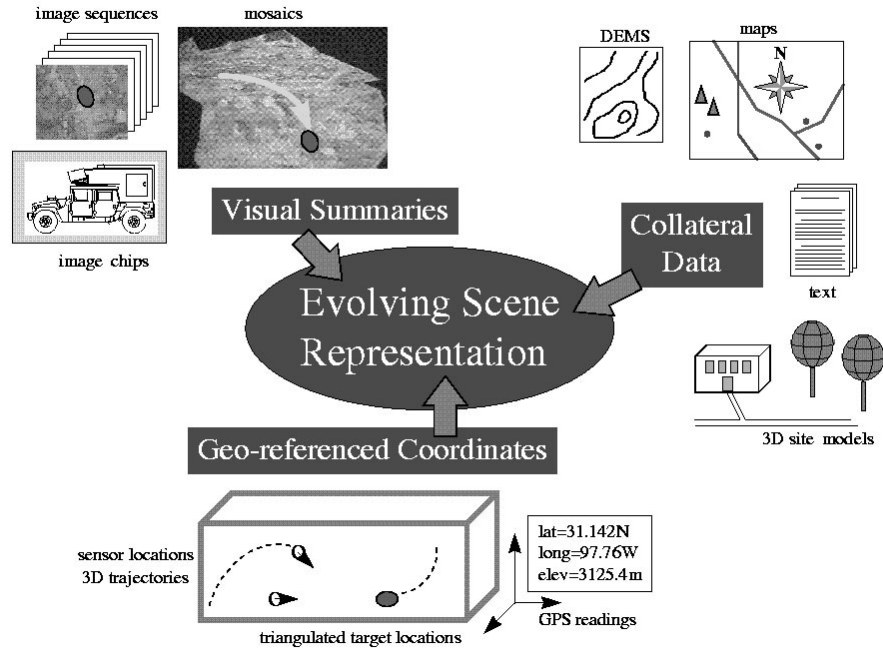 image sequences
mosaics
DEMS
maps
N
image chips
Visual Summaries
Collateral
Data
text
Evolving Scene
Representation
3D site models
Geo-referenced Coordinates
sensor locations
3D trajectories
lat=31.142N
long=97.76W
elev=3125.4m
GPS readings
triangulated target locations